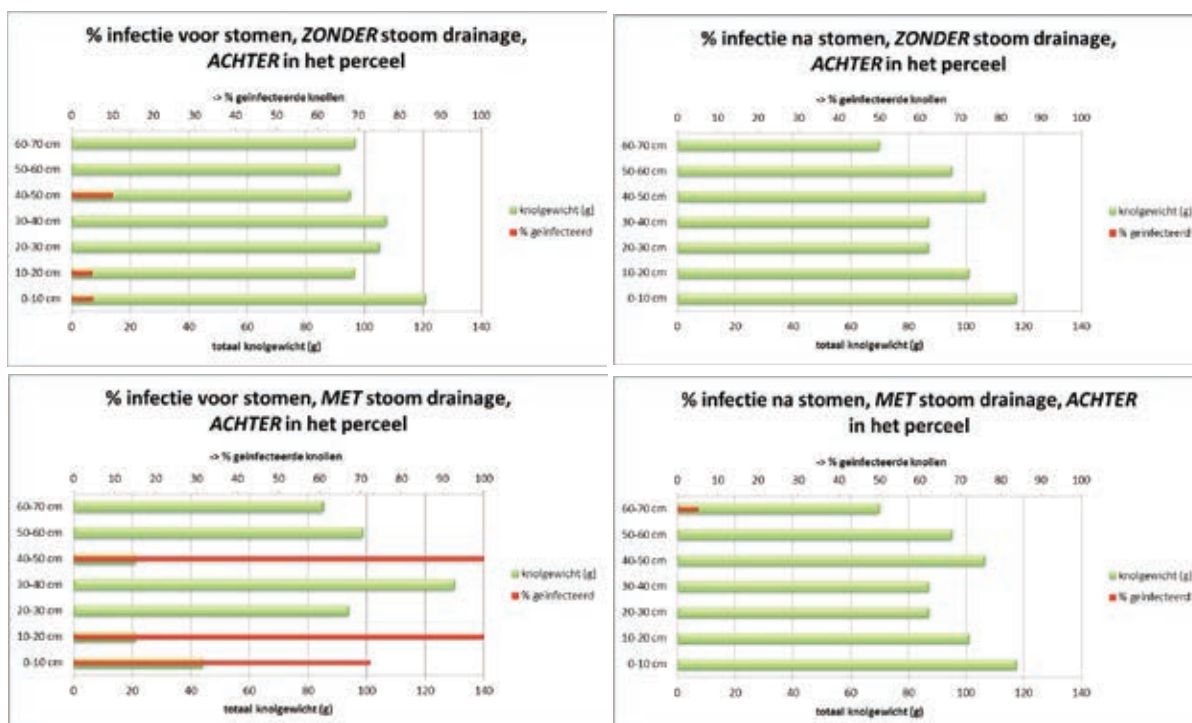 % infectie voor stomen, ZONDER stoom drainage,
ACHTER in het perceel
-> % geïnfecteerde knollen
0 10 20 30 40 50 60 70 80 90 100
60-70 cm
50-60 cm
40-50 cm
30-40 cm
20-30 cm
10-20 cm
0-10 cm
knolgewicht (g)
% geïnfecteerd
0 20 40 60 80 100 120 140
totaal knolgewicht (g)
% infectie na stomen, ZONDER stoom drainage,
ACHTER in het perceel
-> % geïnfecteerde knollen
0 10 20 30 40 50 60 70 80 90 100
60-70 cm
50-60 cm
40-50 cm
30-40 cm
20-30 cm
10-20 cm
0-10 cm
knolgewicht (g)
% geïnfecteerd
0 20 40 60 80 100 120 140
totaal knolgewicht (g)
% infectie voor stomen, MET stoom drainage,
ACHTER in het perceel
-> % geïnfecteerde knollen
0 10 20 30 40 50 60 70 80 90 100
60-70 cm
50-60 cm
40-50 cm
30-40 cm
20-30 cm
10-20 cm
0-10 cm
knolgewicht (g)
% geïnfecteerd
0 20 40 60 80 100 120 140
totaal knolgewicht (g)
% infectie na stomen, MET stoom drainage, ACHTER
in het perceel
-> % geïnfecteerde knollen
0 10 20 30 40 50 60 70 80 90 100
60-70 cm
50-60 cm
40-50 cm
30-40 cm
20-30 cm
10-20 cm
0-10 cm
knolgewicht (g)
% geïnfecteerd
0 20 40 60 80 100 120 140
totaal knolgewicht (g)